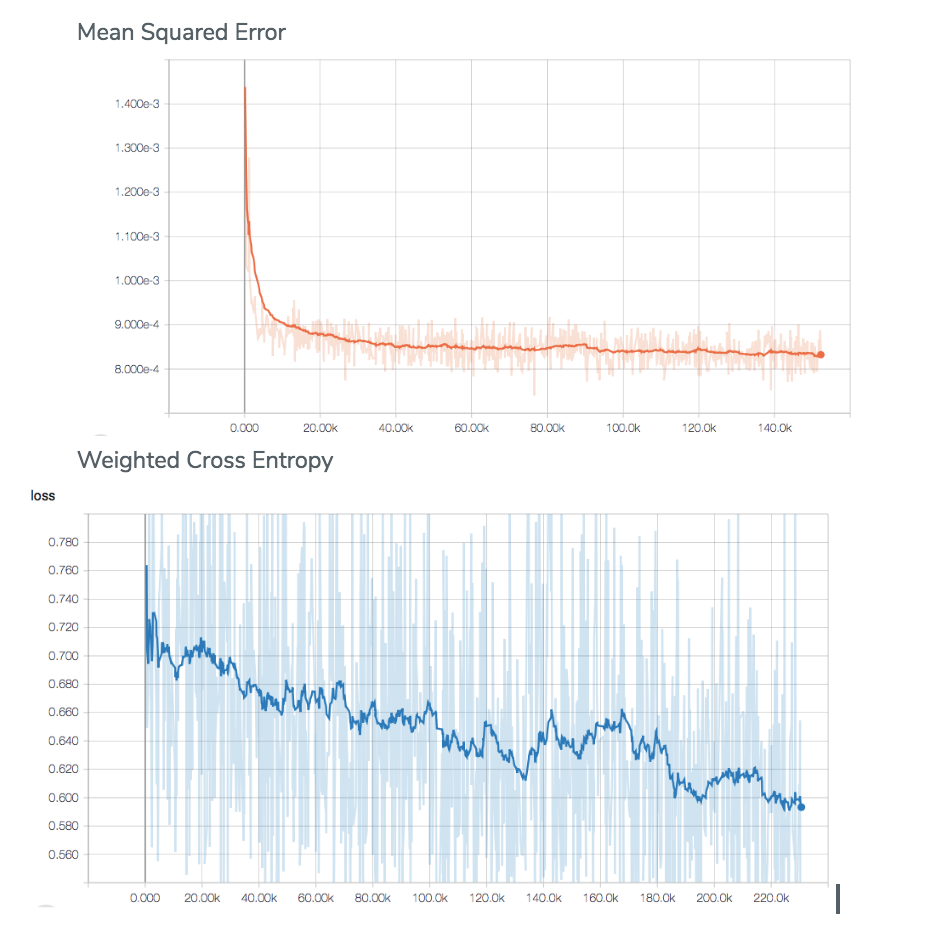 Mean Squared Error
1.400e-3
1.300e-3
1.200e-3
1.100e-3
1.000e-3
9.000e-4
8.000e-4
0.000 20.00k 40.00k 60.00k 80.00k 100.0k 120.0k 140.0k
Weighted Cross Entropy
loss
0.780
0.760
0.740
0.720
0.700
0.680
0.660
0.640
0.620
0.600
0.580
0.560
0.000 20.00k 40.00k 60.00k 80.00k 100.0k 120.0k 140.0k 160.0k 180.0k 200.0k 220.0k